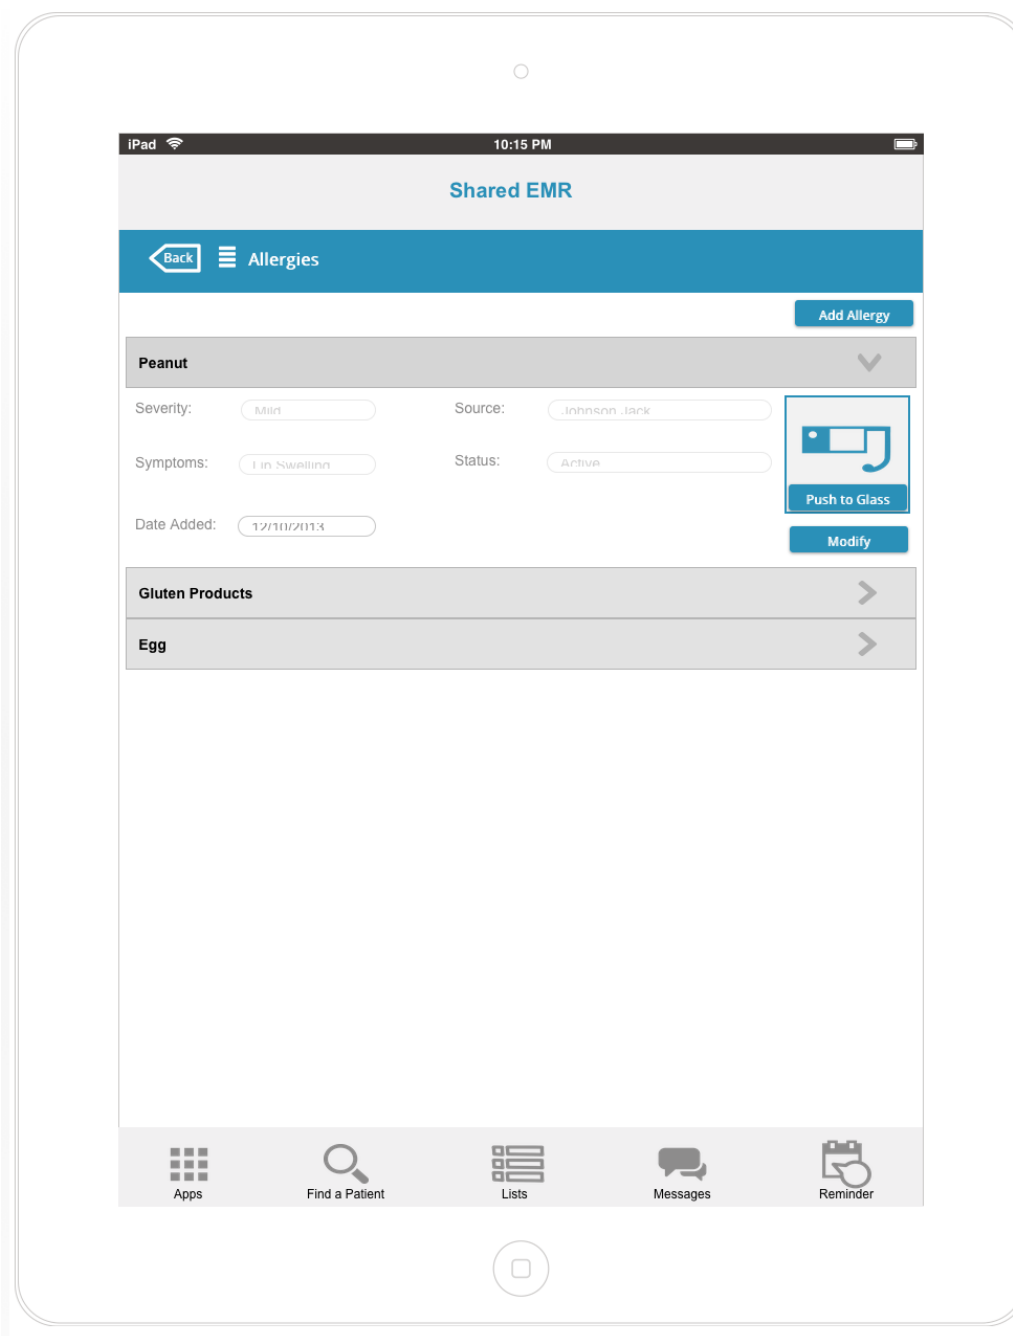 iPad 10:15 PM
Shared EMR
Back Allergies
Add Allergy
Peanut
Severity: Mild Source: Johnson Jack
Symptoms: Lip Swelling Status: Active
Push to Glass
Date Added: 12/10/2013
Modify
Gluten Products
Egg
Apps Find a Patient Lists Messages Reminder